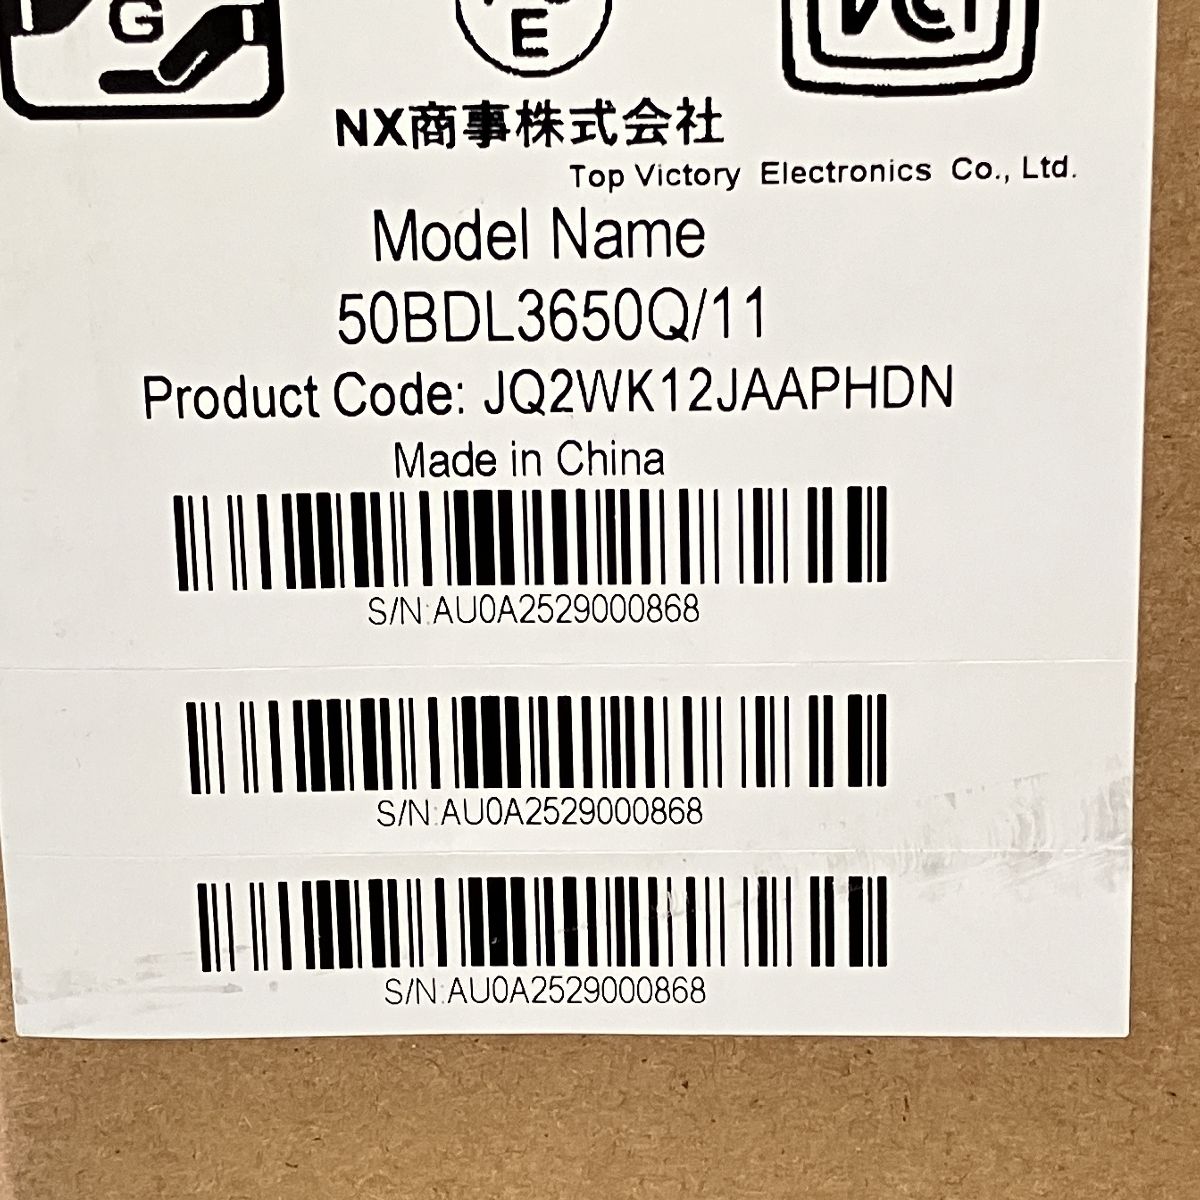 G
E
VCI
NX商事株式会社
Top Victory Electronics Co., Ltd.
Model Name
50BDL3650Q/11
Product Code: JQ2WK12JAAPHDN
Made in China
S/N:AU0A2529000868
S/N:AU0A2529000868
S/N:AU0A2529000868